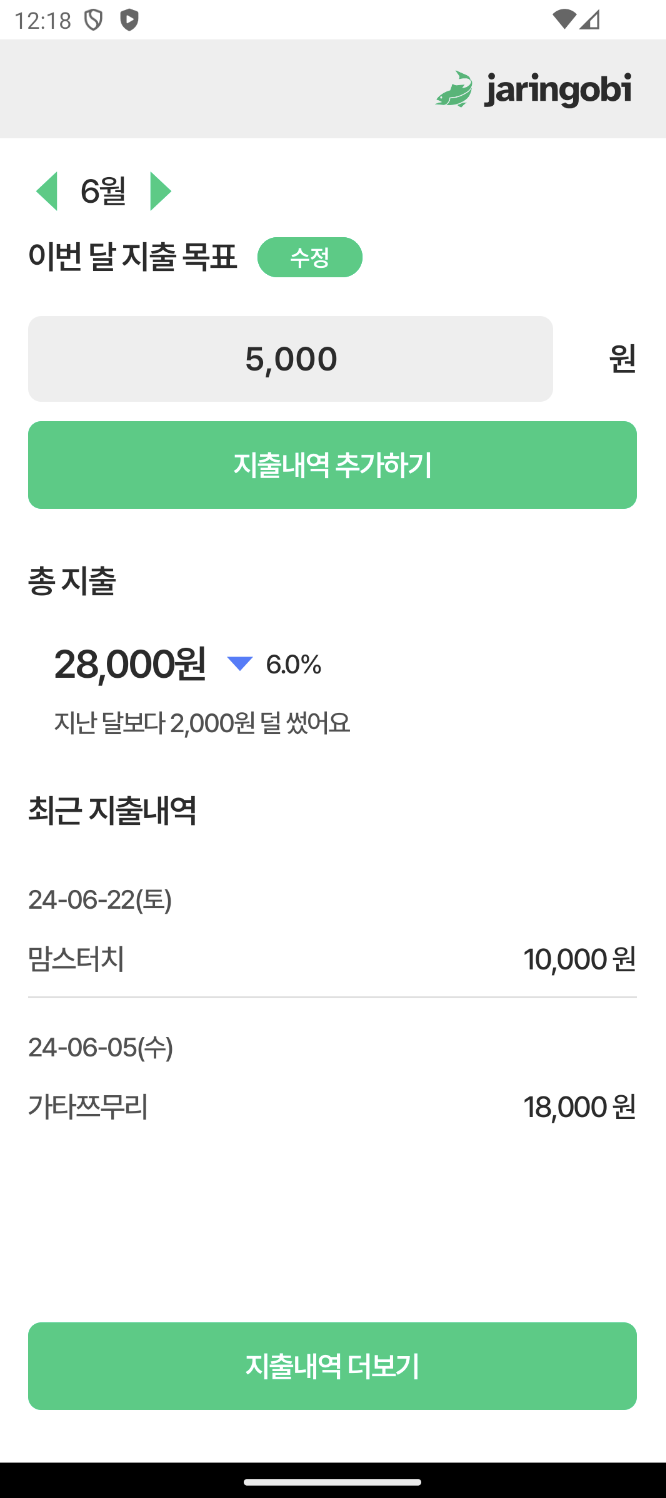 12:18
jaringobi
6월
이번 달 지출 목표 수정
5,000 원
지출내역 추가하기
총 지출
28,000원 6.0%
지난 달보다 2,000원 덜 썼어요
최근 지출내역
24-06-22(토)
맘스터치 10,000 원
24-06-05(수)
가타쯔무리 18,000 원
지출내역 더보기